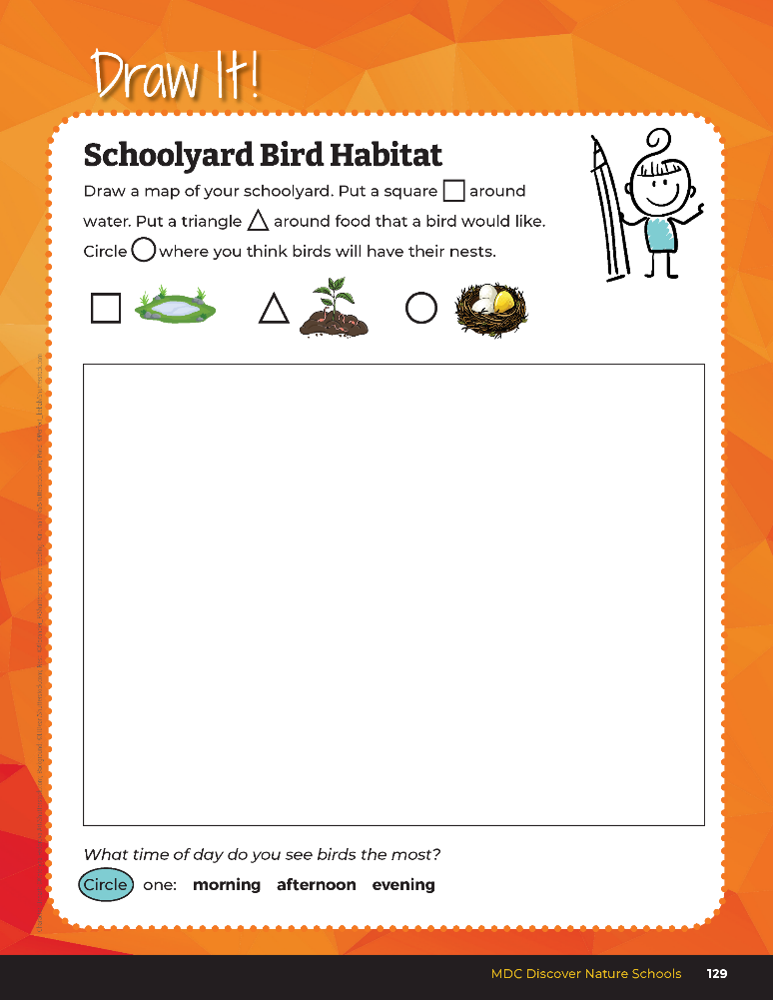 Draw It!
Schoolyard Bird Habitat
Draw a map of your schoolyard. Put a square around
water. Put a triangle around food that a bird would like.
Circle where you think birds will have their nests.
What time of day do you see birds the most?
Circle one: morning afternoon evening
MDC Discover Nature Schools 129